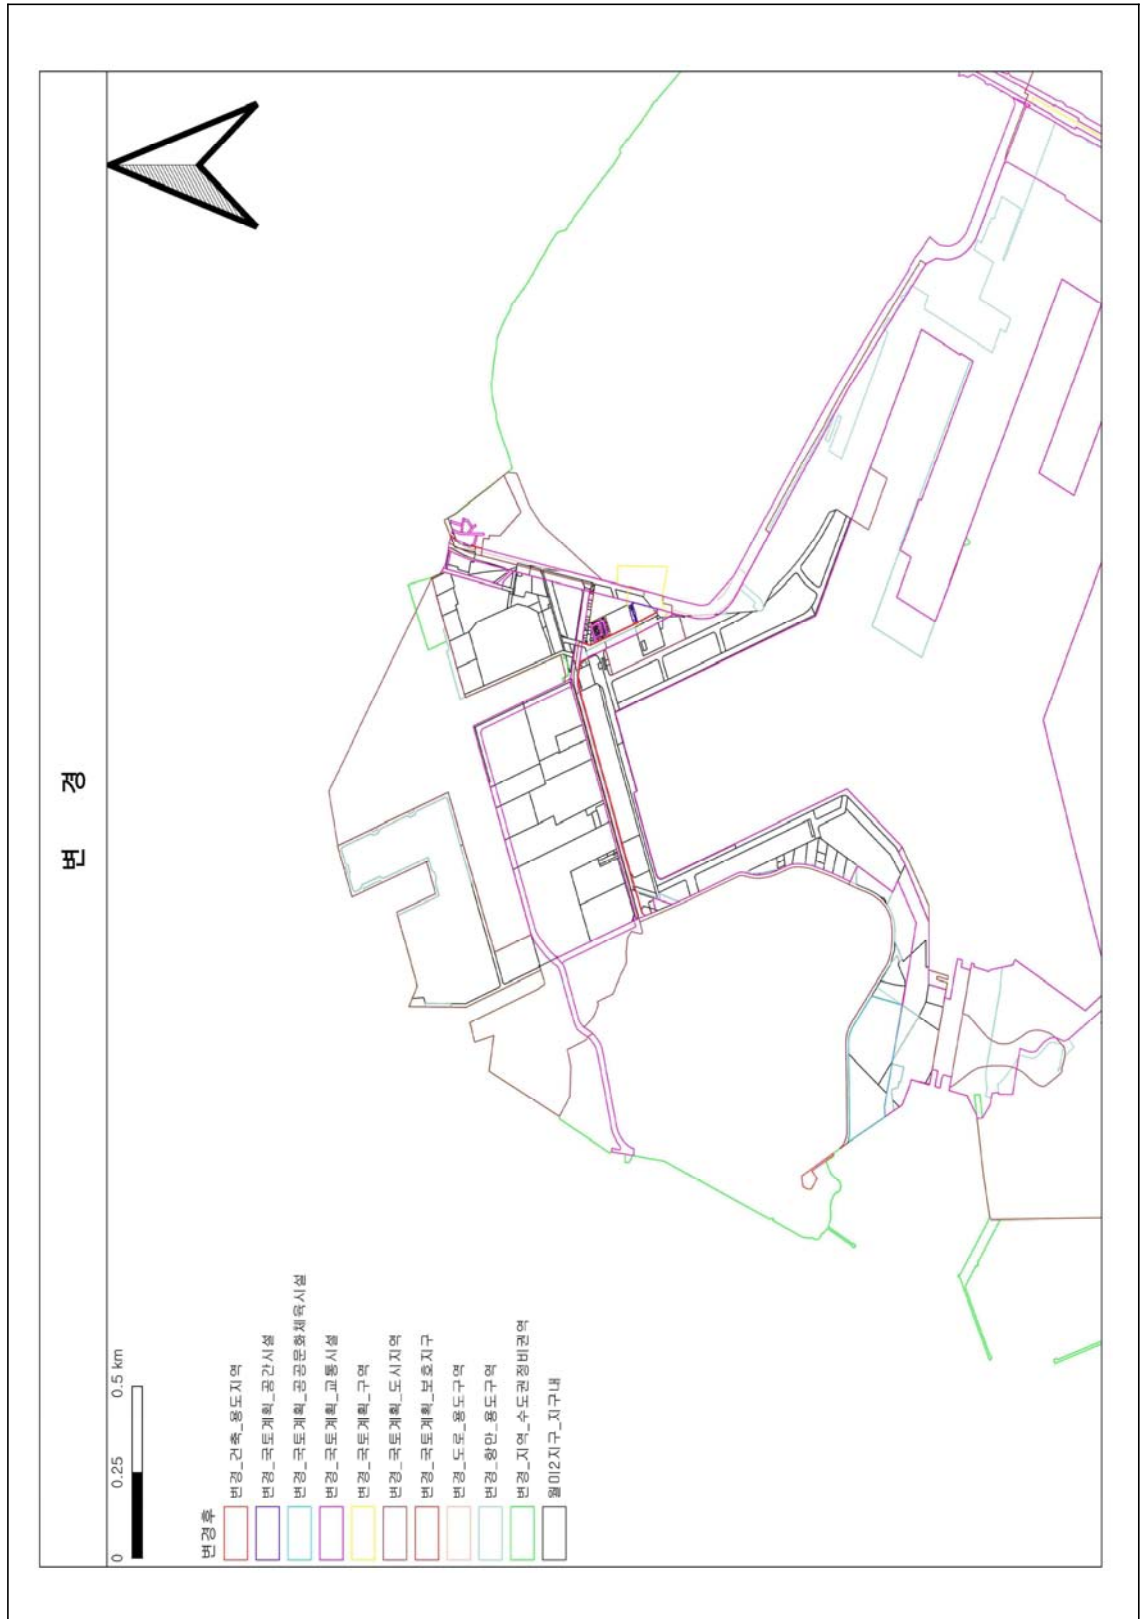 변 경
0 0.25 0.5 km
변경후
변경_건축_용도지역
변경_국토계획_공간시설
변경_국토계획_공공문화체육시설
변경_국토계획_교통시설
변경_국토계획_구역
변경_국토계획_도시지역
변경_국토계획_보호지구
변경_도로_용도구역
변경_항만_용도구역
변경_지역_수도권정비권역
월미2지구_지구내